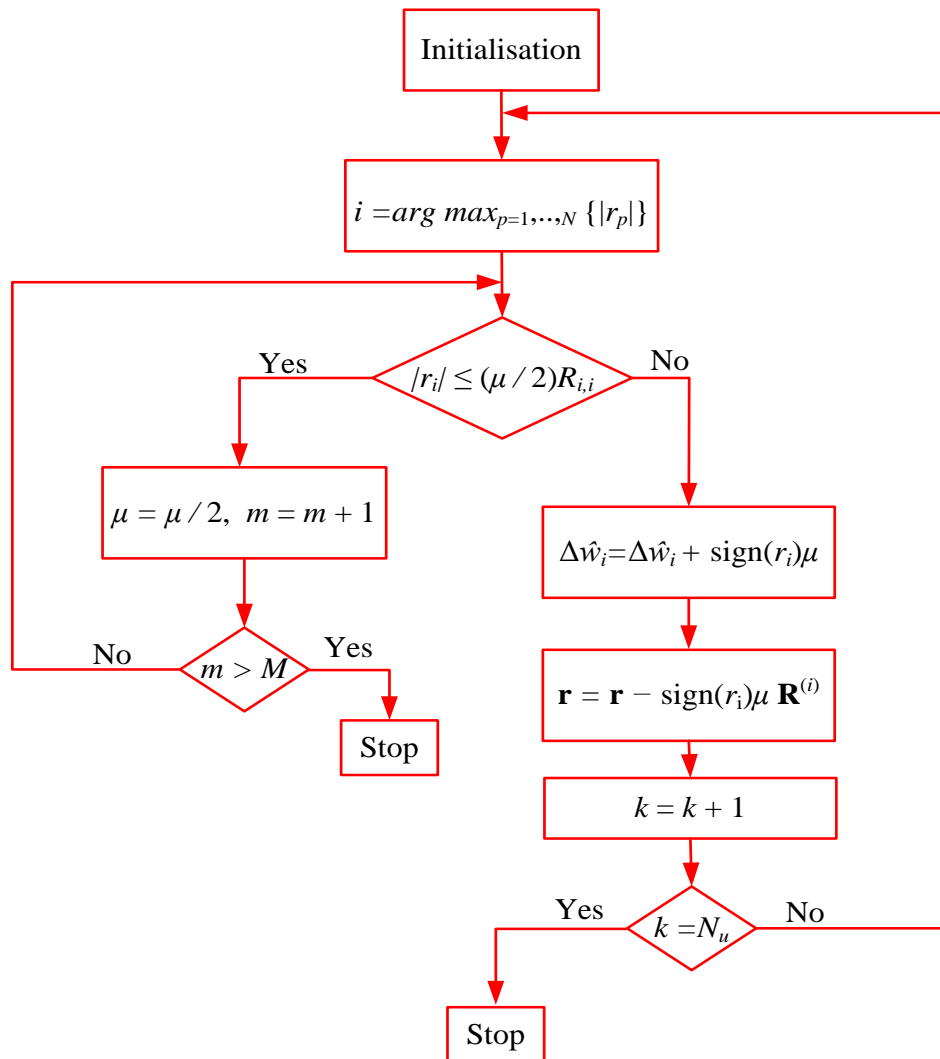 Initialisation
i =arg max_{p=1,..,N} {|r_p|}
Yes
No
|r_i| ≤ (μ / 2)R_{i,i}
μ = μ / 2, m = m + 1
Δŵ_i=Δŵ_i + sign(r_i)μ
No
Yes
m > M
𝐫 = 𝐫 − sign(r_i)μ 𝐑^{(i)}
Stop
k = k + 1
Yes
No
k =N_u
Stop